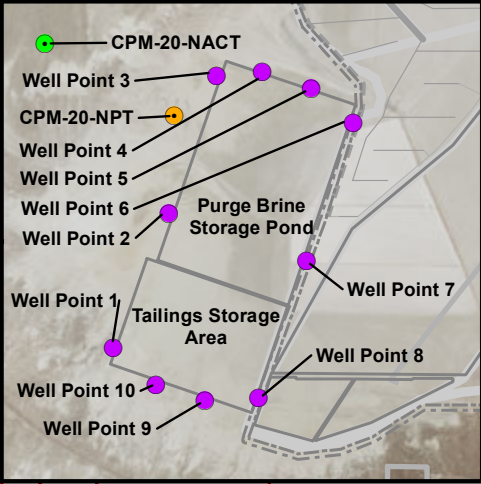 CPM-20-NACT
Well Point 3
CPM-20-NPT
Well Point 4
Well Point 5
Well Point 6
Well Point 2
Purge Brine
Storage Pond
Well Point 7
Well Point 1
Tailings Storage
Area
Well Point 8
Well Point 10
Well Point 9